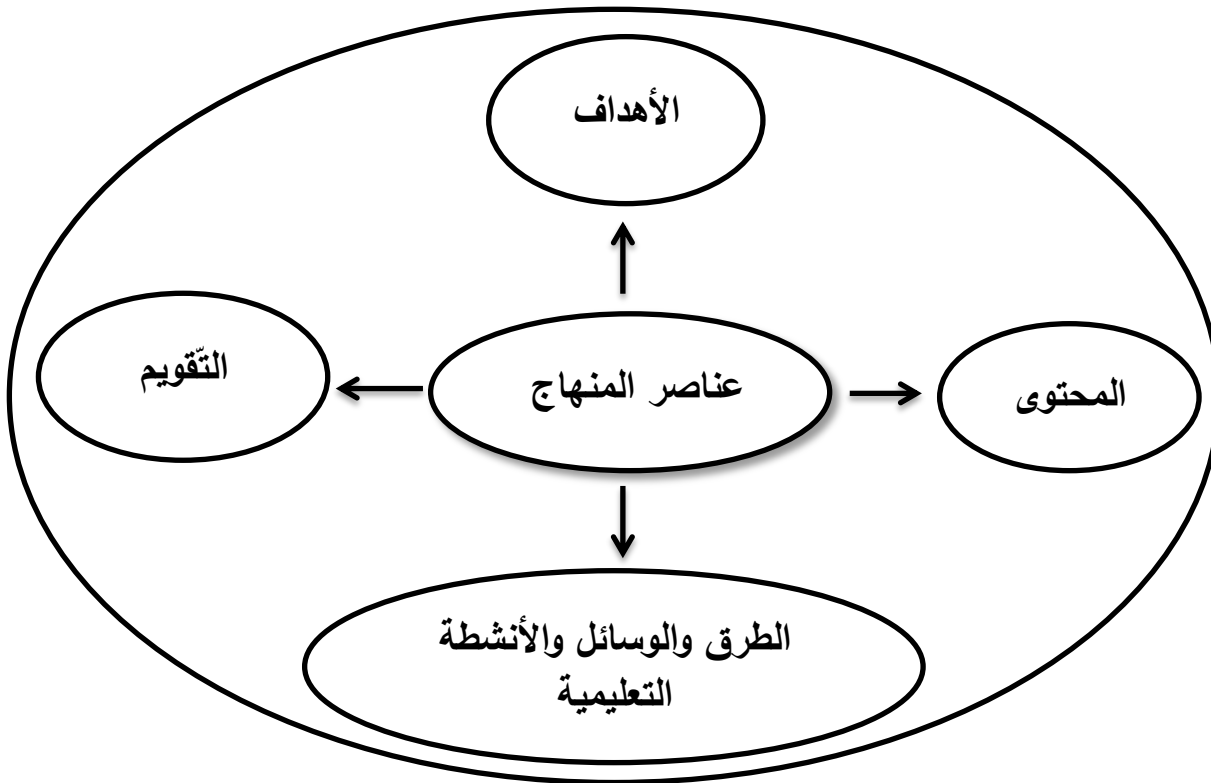 الأهداف
عناصر المنهاج
المحتوى
التّقويم
الطرق والوسائل والأنشطة
التعليمية